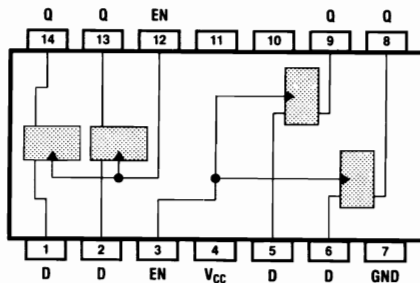 Q Q EN Q Q
14 13 12 11 10 9 8
1 2 3 4 5 6 7
D D EN VCC D D GND